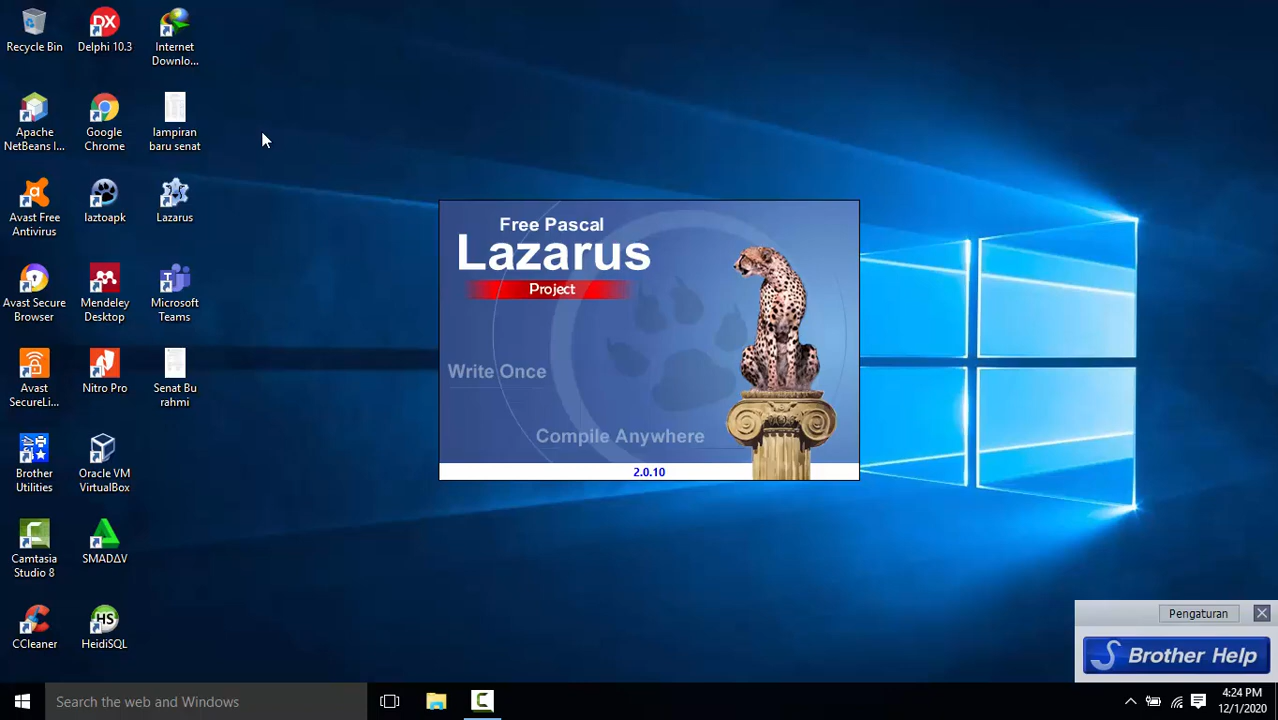 Recycle Bin
Delphi 10.3
Internet
Downlo...
Apache
NetBeans I...
Google
Chrome
lampiran
baru senat
Avast Free
Antivirus
laztoapk
Lazarus
Avast Secure
Browser
Mendeley
Desktop
Microsoft
Teams
Avast
SecureLi...
Nitro Pro
Senat Bu
rahmi
Brother
Utilities
Oracle VM
VirtualBox
Camtasia
Studio 8
SMADΔV
CCleaner
HeidiSQL
Free Pascal
Lazarus
Project
Write Once
Compile Anywhere
2.0.10
Pengaturan
Brother Help
Search the web and Windows
4:24 PM
12/1/2020